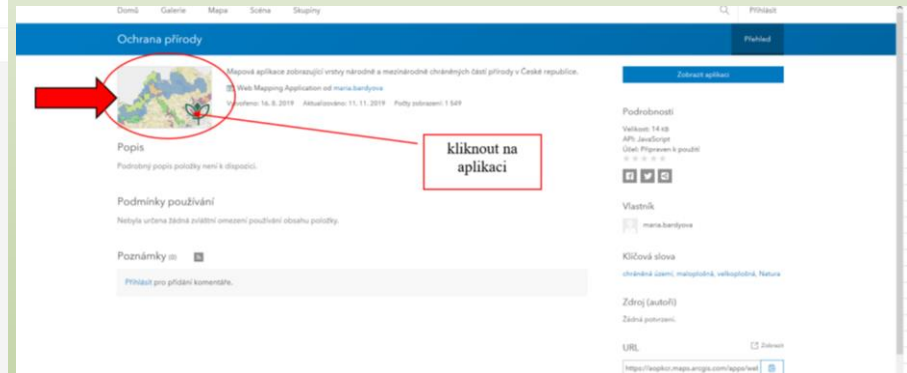 Domů Galerie Mapa Scéna Skupiny Přihlásit
Ochrana přírody Přehled
Mapová aplikace zobrazující vrstvy národně a mezinárodně chráněných částí přírody v České republice.
Web Mapping Application od maria.bardyova
Vytvořeno: 16. 8. 2019 Aktualizováno: 11. 11. 2019 Počty zobrazení: 1 549
kliknout na
aplikaci
Popis
Podrobný popis položky není k dispozici.
Podmínky používání
Nebyla určena žádná zvláštní omezení používání obsahu položky.
Poznámky (0)
Přihlásit pro přidání komentáře.
Zobrazit aplikaci
Podrobnosti
Velikost: 14 KB
API: JavaScript
Účel: Připraven k použití
Vlastník
maria.bardyova
Klíčová slova
chráněná území, maloplošná, velkoplošná, Natura
Zdroj (autoři)
Žádná potvrzení.
URL Zobrazit
https://aopkcr.maps.arcgis.com/apps/wel